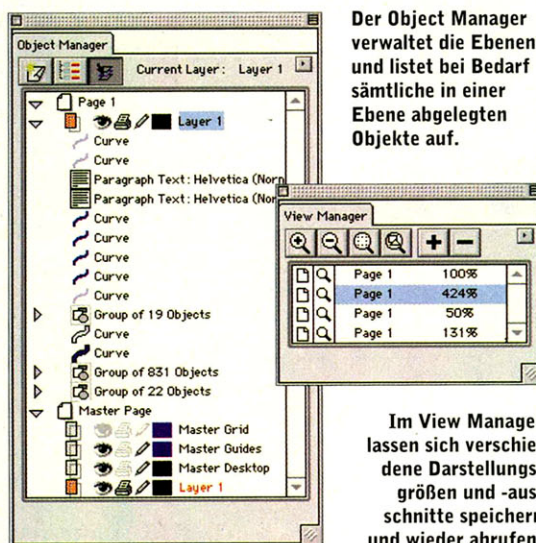 Object Manager
Current Layer: Layer 1
Page 1
Layer 1
Curve
Curve
Paragraph Text: Helvetica (Norn
Paragraph Text: Helvetica (Nor
Curve
Curve
Curve
Curve
Curve
Group of 19 Objects
Curve
Curve
Group of 831 Objects
Group of 22 Objects
Master Page
Master Grid
Master Guides
Master Desktop
Layer 1
Der Object Manager
verwaltet die Ebenen
und listet bei Bedarf
sämtliche in einer
Ebene abgelegten
Objekte auf.
View Manager
Page 1 100%
Page 1 424%
Page 1 50%
Page 1 131%
Im View Manage
lassen sich verschie
dene Darstellungs
größen und -aus
schnitte speichern
und wieder abrufen